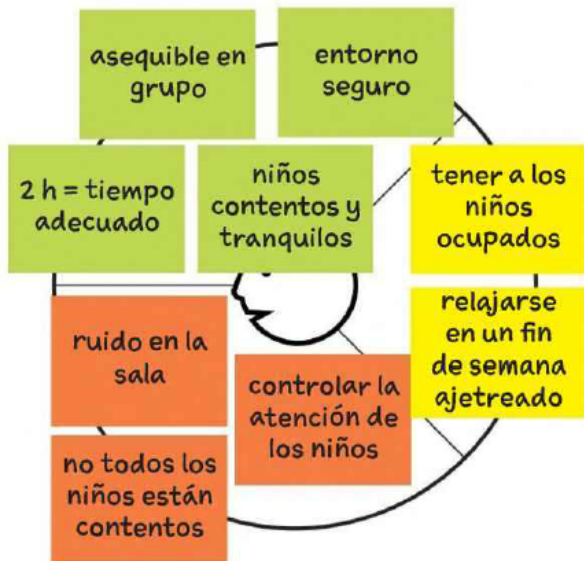 asequible en
grupo
entorno
seguro
2 h = tiempo
adecuado
niños
contentos y
tranquilos
tener a los
niños
ocupados
relajarse
en un fin
de semana
ajetreado
ruido en la
sala
controlar la
atención de
los niños
no todos los
niños están
contentos